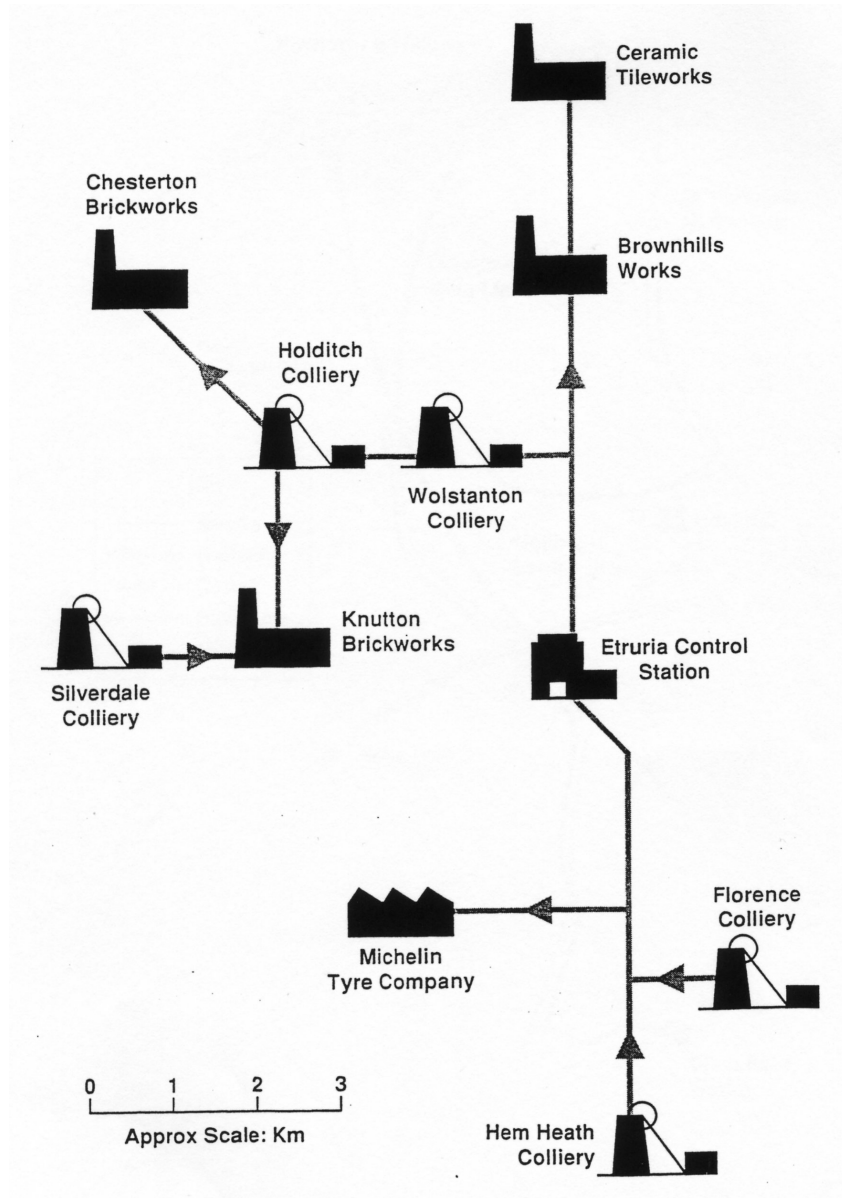 Ceramic
Tileworks
Chesterton
Brickworks
Brownhills
Works
Holditch
Colliery
Wolstanton
Colliery
Knutton
Brickworks
Etruria Control
Station
Silverdale
Colliery
Florence
Colliery
Michelin
Tyre Company
0 1 2 3
Approx Scale: Km
Hem Heath
Colliery